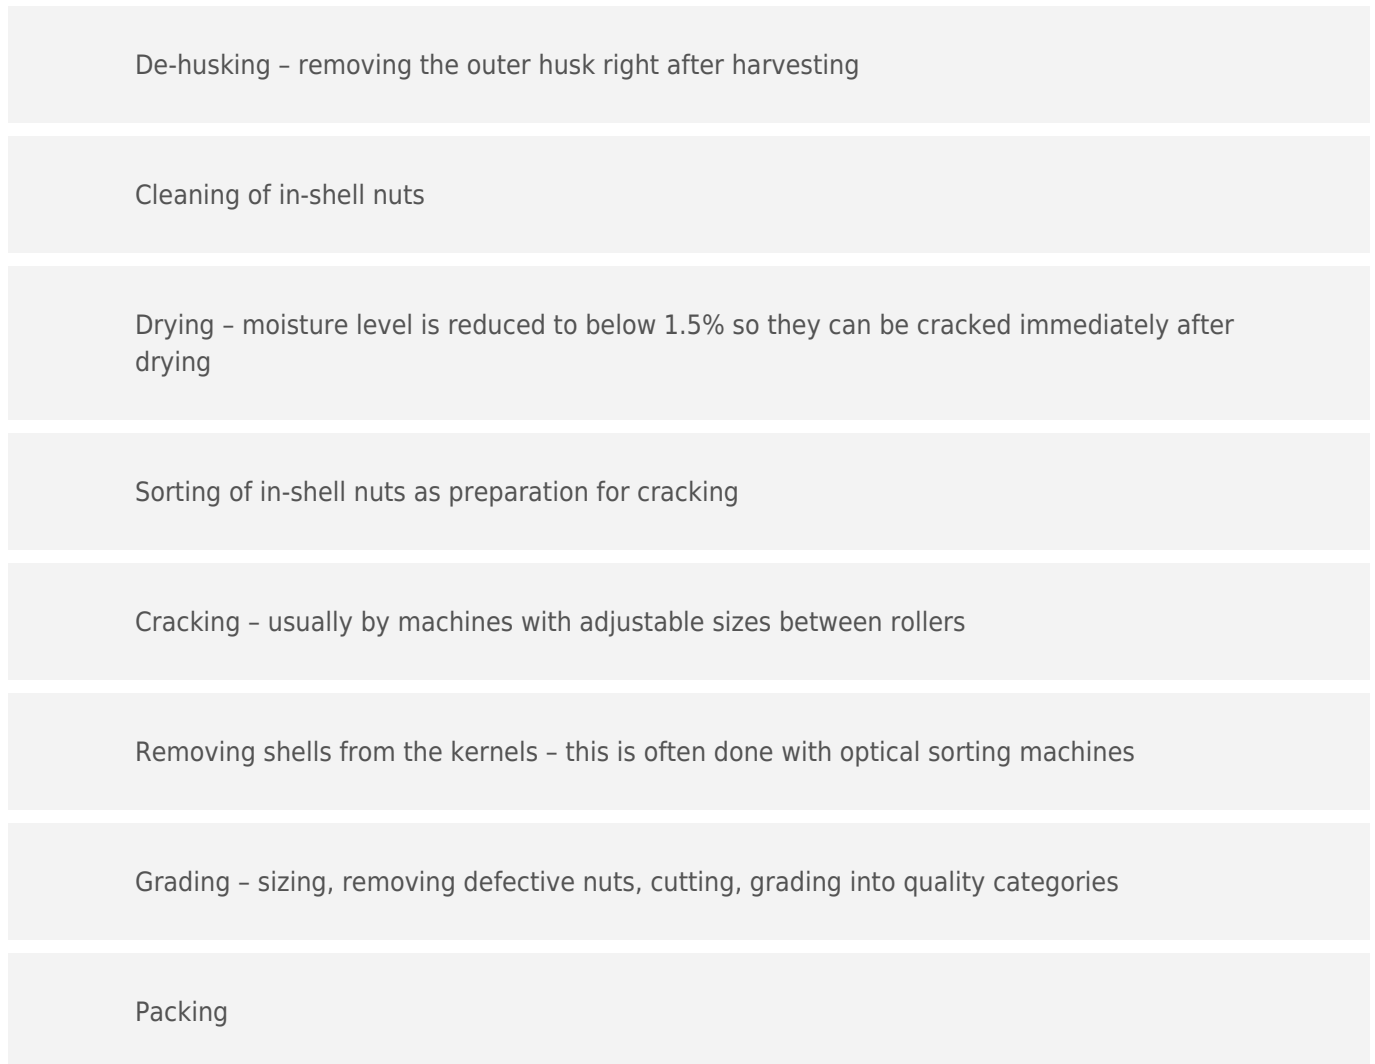 De-husking – removing the outer husk right after harvesting
Cleaning of in-shell nuts
Drying – moisture level is reduced to below 1.5% so they can be cracked immediately after
drying
Sorting of in-shell nuts as preparation for cracking
Cracking – usually by machines with adjustable sizes between rollers
Removing shells from the kernels – this is often done with optical sorting machines
Grading – sizing, removing defective nuts, cutting, grading into quality categories
Packing